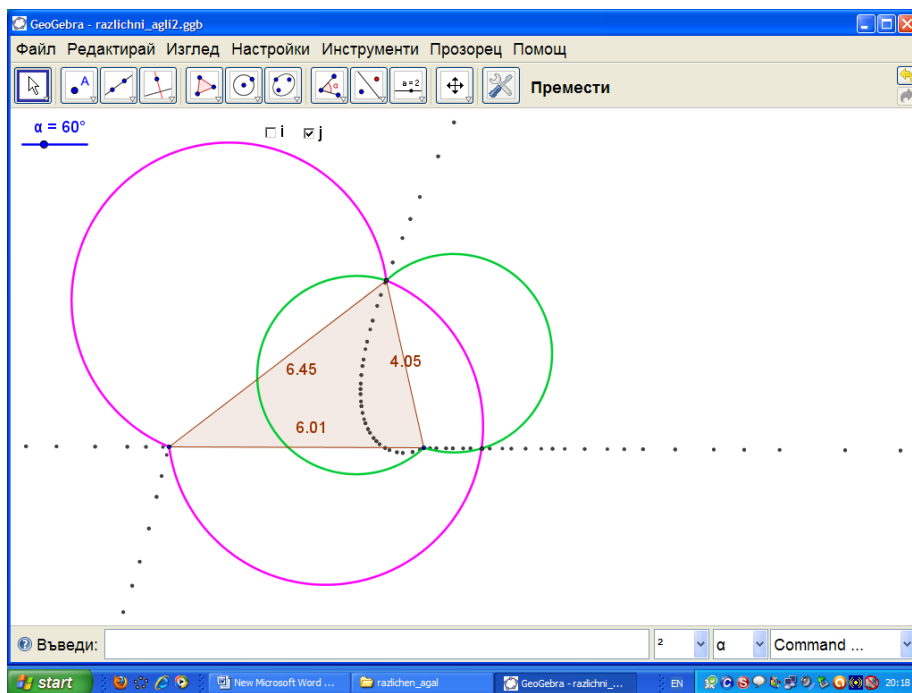 GeoGebra - razlichni_agli2.ggb
Файл Редактирай Изглед Настройки Инструменти Прозорец Помощ
A α a=2 Премести
α = 60°
i j
6.45
4.05
6.01
Въведи: ² α Command ...
start New Microsoft Word ... razlichen_agal GeoGebra - razlichni_... EN 20:18